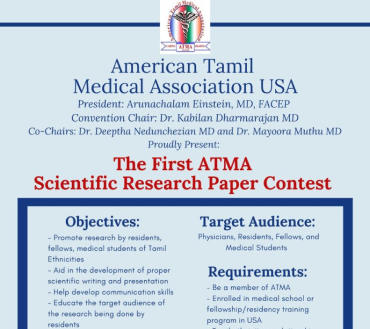 ATMA
American Tamil
Medical Association USA
President: Arunachalam Einstein, MD, FACEP
Convention Chair: Dr. Kabilan Dharmarajan MD
Co-Chairs: Dr. Deeptha Nedunchezian MD and Dr. Mayoora Muthu MD
Proudly Present:
The First ATMA
Scientific Research Paper Contest
Objectives:
- Promote research by residents,
fellows, medical students of Tamil
Ethnicities
- Aid in the development of proper
scientific writing and presentation
- Help develop communication skills
- Educate the target audience of
the research being done by
residents
Target Audience:
Physicians, Residents, Fellows, and
Medical Students
Requirements:
- Be a member of ATMA
- Enrolled in medical school or
fellowship/residency training
program in USA